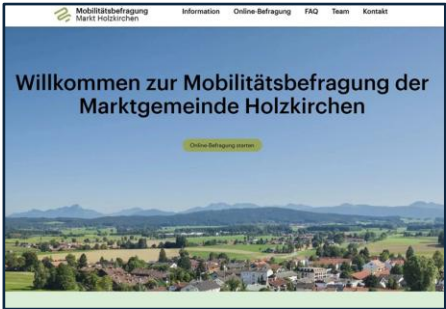 Mobilitätsbefragung
Markt Holzkirchen
Information Online-Befragung FAQ Team Kontakt
Willkommen zur Mobilitätsbefragung der
Marktgemeinde Holzkirchen
Online-Befragung starten